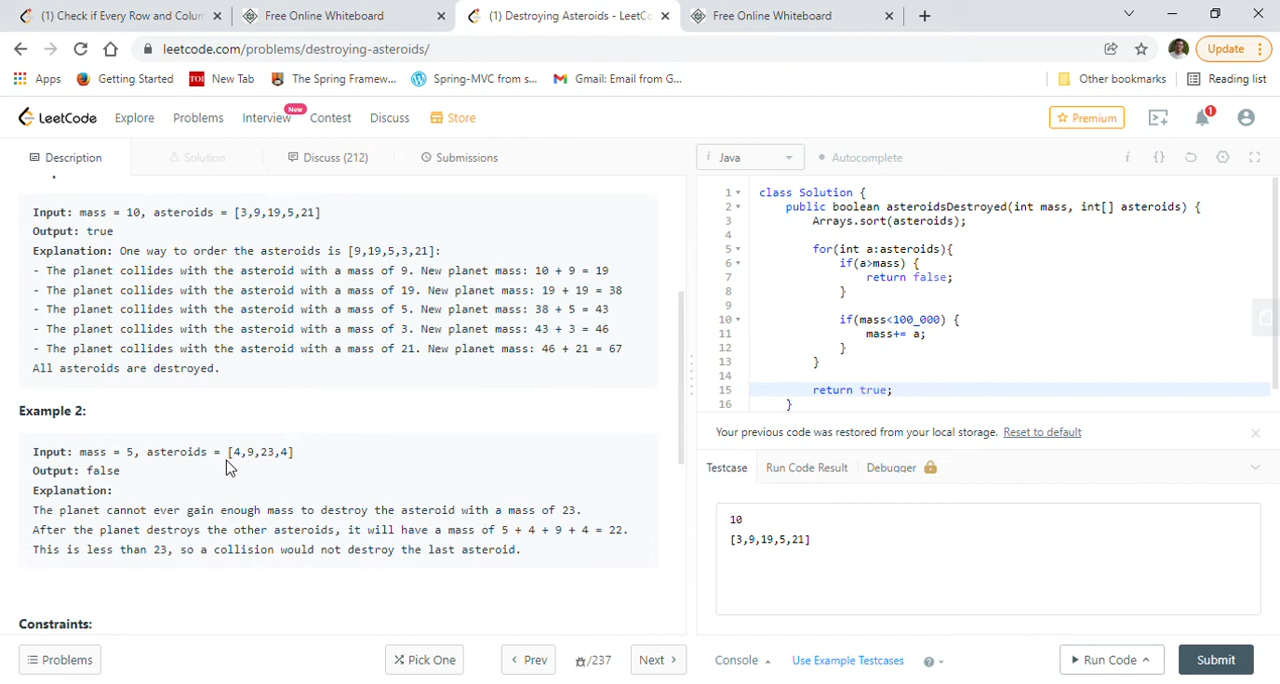 (1) Check if Every Row and Colum
Free Online Whiteboard
(1) Destroying Asteroids - LeetCo
Free Online Whiteboard
leetcode.com/problems/destroying-asteroids/
Update
Apps
Getting Started
TOI
New Tab
The Spring Framew...
Spring-MVC from s...
Gmail: Email from G...
Other bookmarks
Reading list
LeetCode
Explore
Problems
Interview
New
Contest
Discuss
Store
Premium
1
Description
Solution
Discuss (212)
Submissions
Input: mass = 10, asteroids = [3,9,19,5,21]
Output: true
Explanation: One way to order the asteroids is [9,19,5,3,21]:
- The planet collides with the asteroid with a mass of 9. New planet mass: 10 + 9 = 19
- The planet collides with the asteroid with a mass of 19. New planet mass: 19 + 19 = 38
- The planet collides with the asteroid with a mass of 5. New planet mass: 38 + 5 = 43
- The planet collides with the asteroid with a mass of 3. New planet mass: 43 + 3 = 46
- The planet collides with the asteroid with a mass of 21. New planet mass: 46 + 21 = 67
All asteroids are destroyed.
Example 2:
Input: mass = 5, asteroids = [4,9,23,4]
Output: false
Explanation:
The planet cannot ever gain enough mass to destroy the asteroid with a mass of 23.
After the planet destroys the other asteroids, it will have a mass of 5 + 4 + 9 + 4 = 22.
This is less than 23, so a collision would not destroy the last asteroid.
Constraints:
Problems
Pick One
Prev
/237
Next
i Java
Autocomplete
i
{}
1 class Solution {
2 public boolean asteroidsDestroyed(int mass, int[] asteroids) {
3 Arrays.sort(asteroids);
4
5 for(int a:asteroids){
6 if(a>mass) {
7 return false;
8 }
9
10 if(mass<100_000) {
11 mass+= a;
12 }
13 }
14
15 return true;
16 }
Your previous code was restored from your local storage. Reset to default
Testcase
Run Code Result
Debugger
10
[3,9,19,5,21]
Console
Use Example Testcases
?
Run Code
Submit